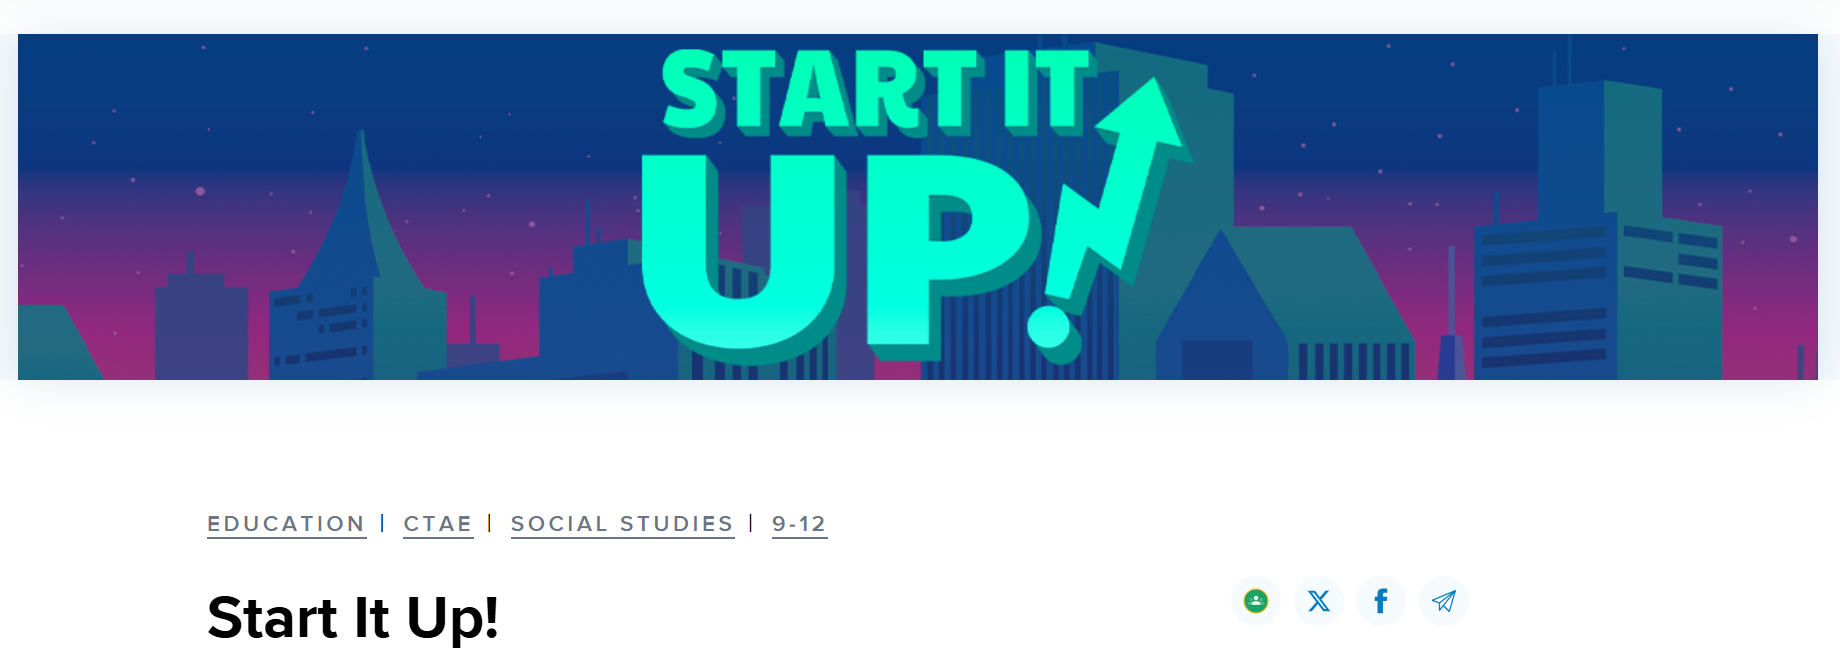 START IT
UP!
EDUCATION | CTAE | SOCIAL STUDIES | 9-12
Start It Up!